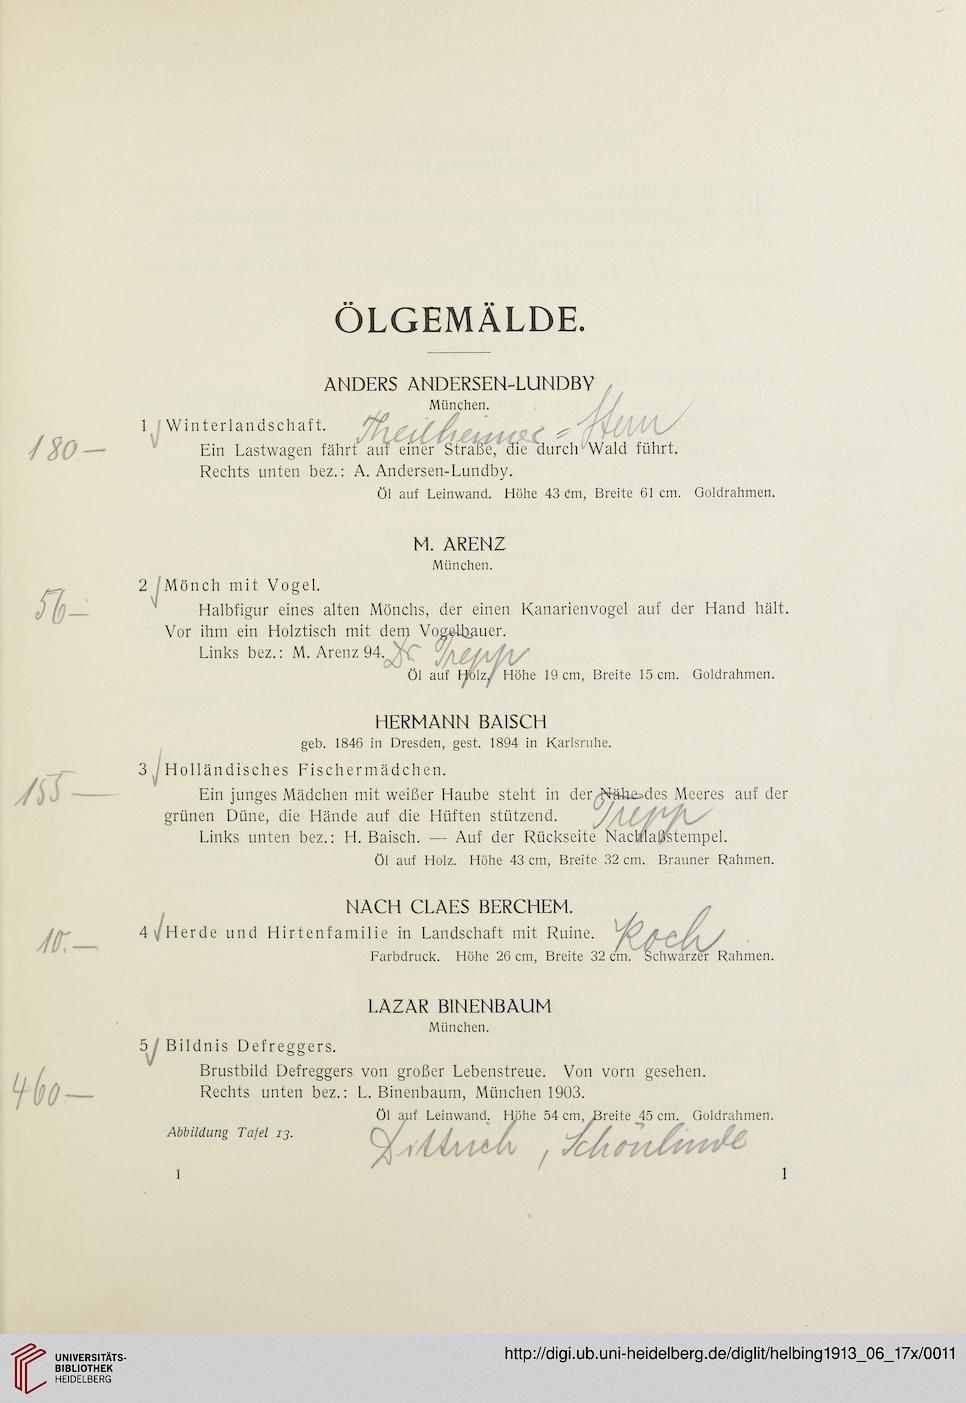 ÖLGEMÄLDE.
ANDERS ANDERSEN-LUNDBY
München.
1 Winterlandschaft. Theilheimer = Stern
180 —
Ein Lastwagen fährt auf einer Straße, die durch Wald führt.
Rechts unten bez.: A. Andersen-Lundby.
Öl auf Leinwand. Höhe 43 cm, Breite 61 cm. Goldrahmen.
M. ARENZ
München.
2 Mönch mit Vogel.
56 —
Halbfigur eines alten Mönchs, der einen Kanarienvogel auf der Hand hält.
Vor ihm ein Holztisch mit dem Vogelbauer.
Links bez.: M. Arenz 94. Dr Trepp
Öl auf Holz. Höhe 19 cm, Breite 15 cm. Goldrahmen.
HERMANN BAISCH
geb. 1846 in Dresden, gest. 1894 in Karlsruhe.
3 Holländisches Fischermädchen.
155 —
Ein junges Mädchen mit weißer Haube steht in der Nähe des Meeres auf der
grünen Düne, die Hände auf die Hüften stützend. Trepp
Links unten bez.: H. Baisch. — Auf der Rückseite Nachlaßstempel.
Öl auf Holz. Höhe 43 cm, Breite 32 cm. Brauner Rahmen.
NACH CLAES BERCHEM.
10. — 4 Herde und Hirtenfamilie in Landschaft mit Ruine. Koch
Farbdruck. Höhe 26 cm, Breite 32 cm. Schwarzer Rahmen.
LAZAR BINENBAUM
München.
5 Bildnis Defreggers.
Brustbild Defreggers von großer Lebenstreue. Von vorn gesehen.
460 — Rechts unten bez.: L. Binenbaum, München 1903.
Öl auf Leinwand. Höhe 54 cm, Breite 45 cm. Goldrahmen.
Abbildung Tafel 13. Dittrich, Schönlinde
1 1
UNIVERSITÄTS-
BIBLIOTHEK
HEIDELBERG
http://digi.ub.uni-heidelberg.de/diglit/helbing1913_06_17x/0011